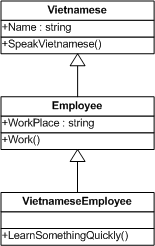 Vietnamese
+Name : string
+SpeakVietnamese()
Employee
+WorkPlace : string
+Work()
VietnameseEmployee
+LearnSomethingQuickly()